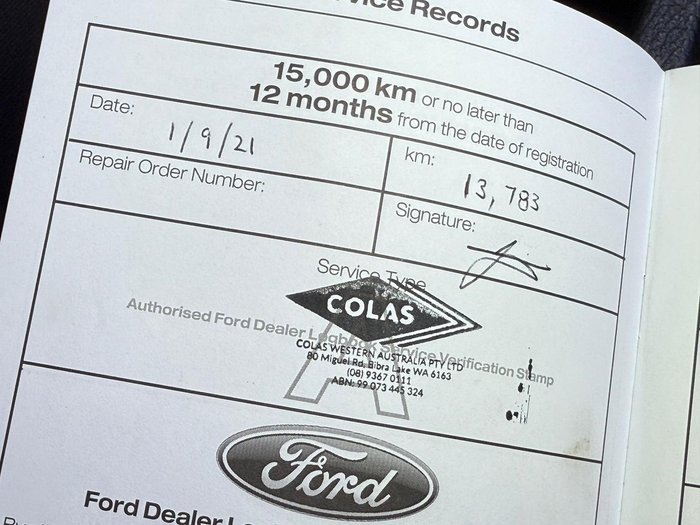 Service Records
15,000 km or no later than
12 months from the date of registration
Date:
1/9/21
km:
13,783
Repair Order Number:
Signature:
Service Type
COLAS
Authorised Ford Dealer Logbook Service Verification Stamp
COLAS WESTERN AUSTRALIA PTY LTD
80 Miguel Rd, Bibra Lake WA 6163
(08) 9367 0111
ABN: 99 073 445 324
A
Ford
Ford Dealer